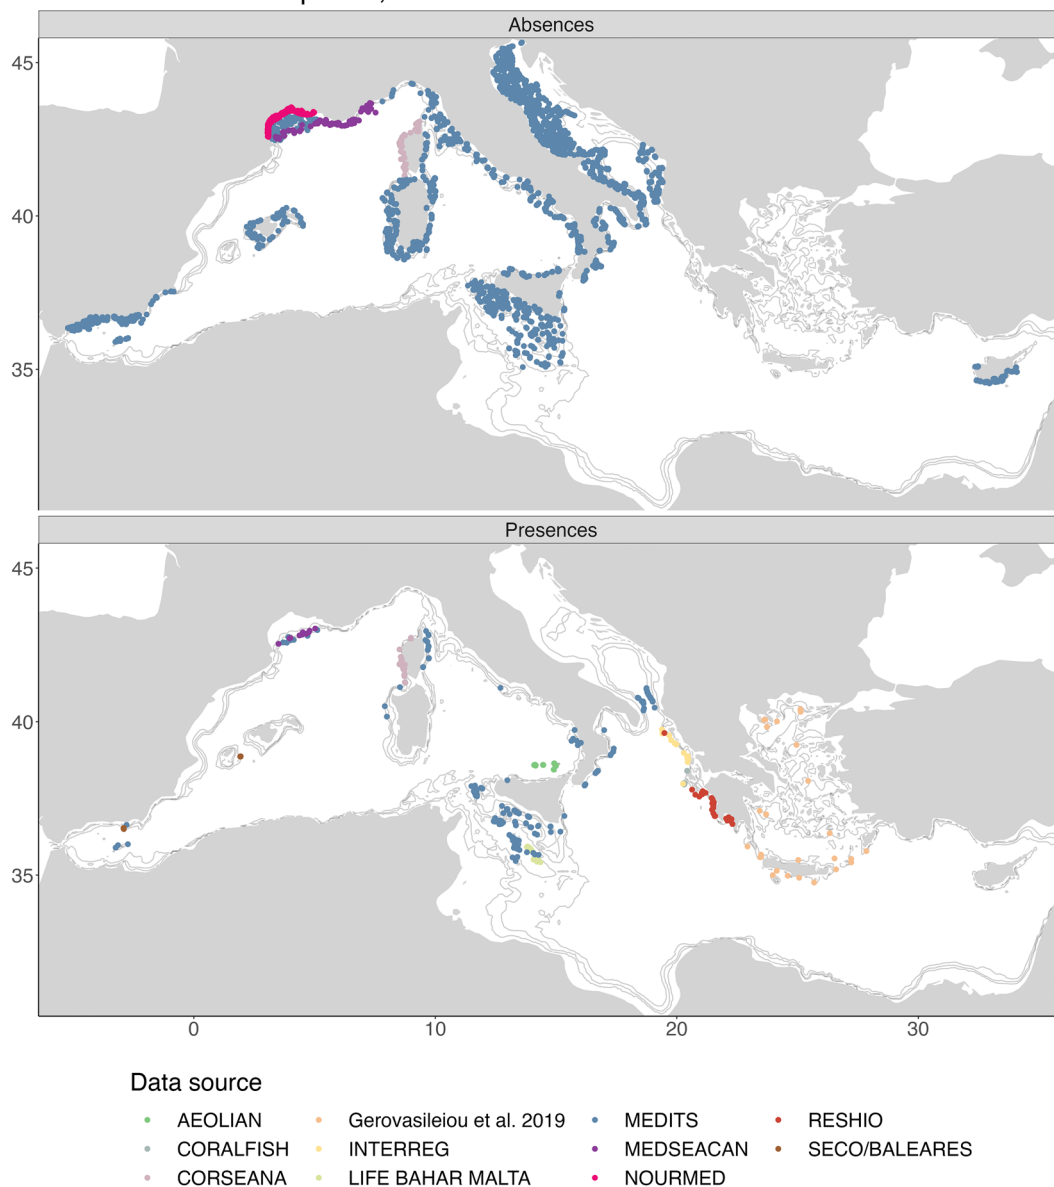 Absences
45
40
35
Presences
45
40
35
0 10 20 30
Data source
AEOLIAN Gerovasileiou et al. 2019 MEDITS RESHIO
CORALFISH INTERREG MEDSEACAN SECO/BALEARES
CORSEANA LIFE BAHAR MALTA NOURMED